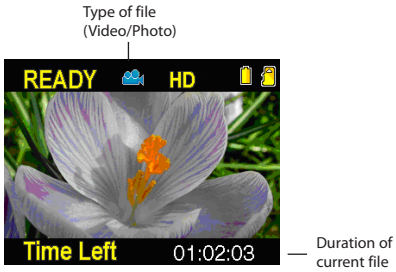 Type of file
(Video/Photo)
READY HD
Time Left 01:02:03
Duration of
current file